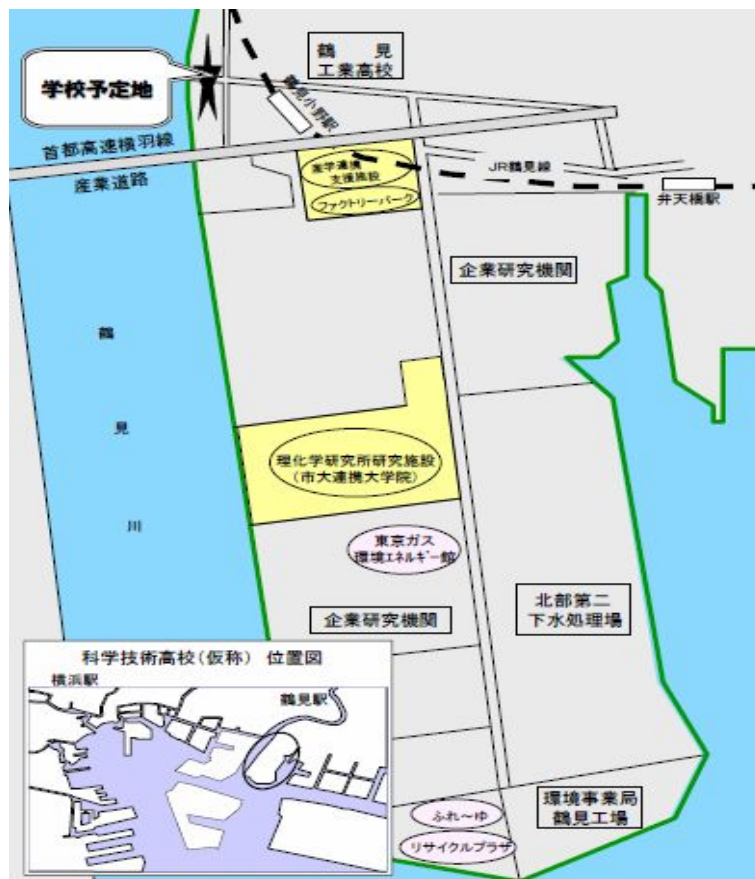 鶴　見
工業高校
学校予定地
鶴見小野駅
首都高速横羽線
産業道路
産学連携
支援施設
ファクトリーパーク
JR鶴見線
弁天橋駅
企業研究機関
鶴
見
川
理化学研究所研究施設
(市大連携大学院)
東京ガス
環境エネルギー館
企業研究機関
北部第二
下水処理場
科学技術高校(仮称) 位置図
横浜駅
鶴見駅
環境事業局
鶴見工場
ふれ～ゆ
リサイクルプラザ